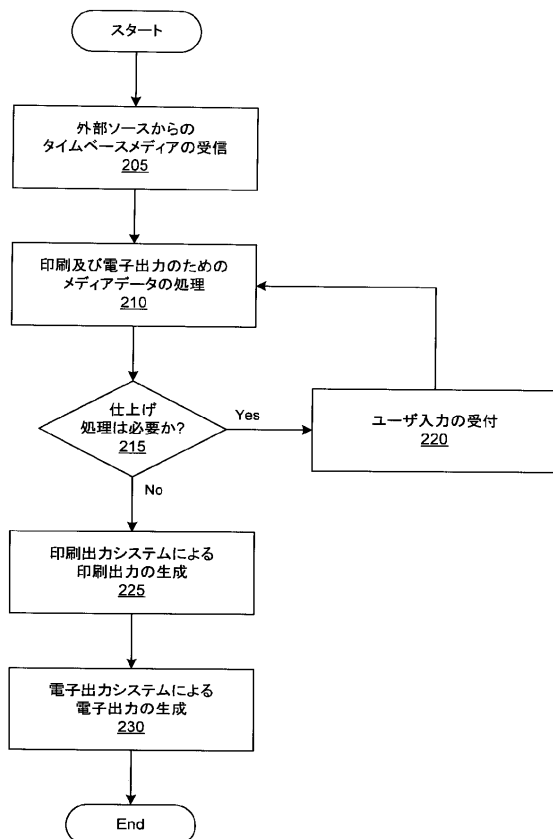 スタート
外部ソースからの
タイムベースメディアの受信
205
印刷及び電子出力のための
メディアデータの処理
210
仕上げ
処理は必要か?
215
Yes
ユーザ入力の受付
220
No
印刷出力システムによる
印刷出力の生成
225
電子出力システムによる
電子出力の生成
230
End